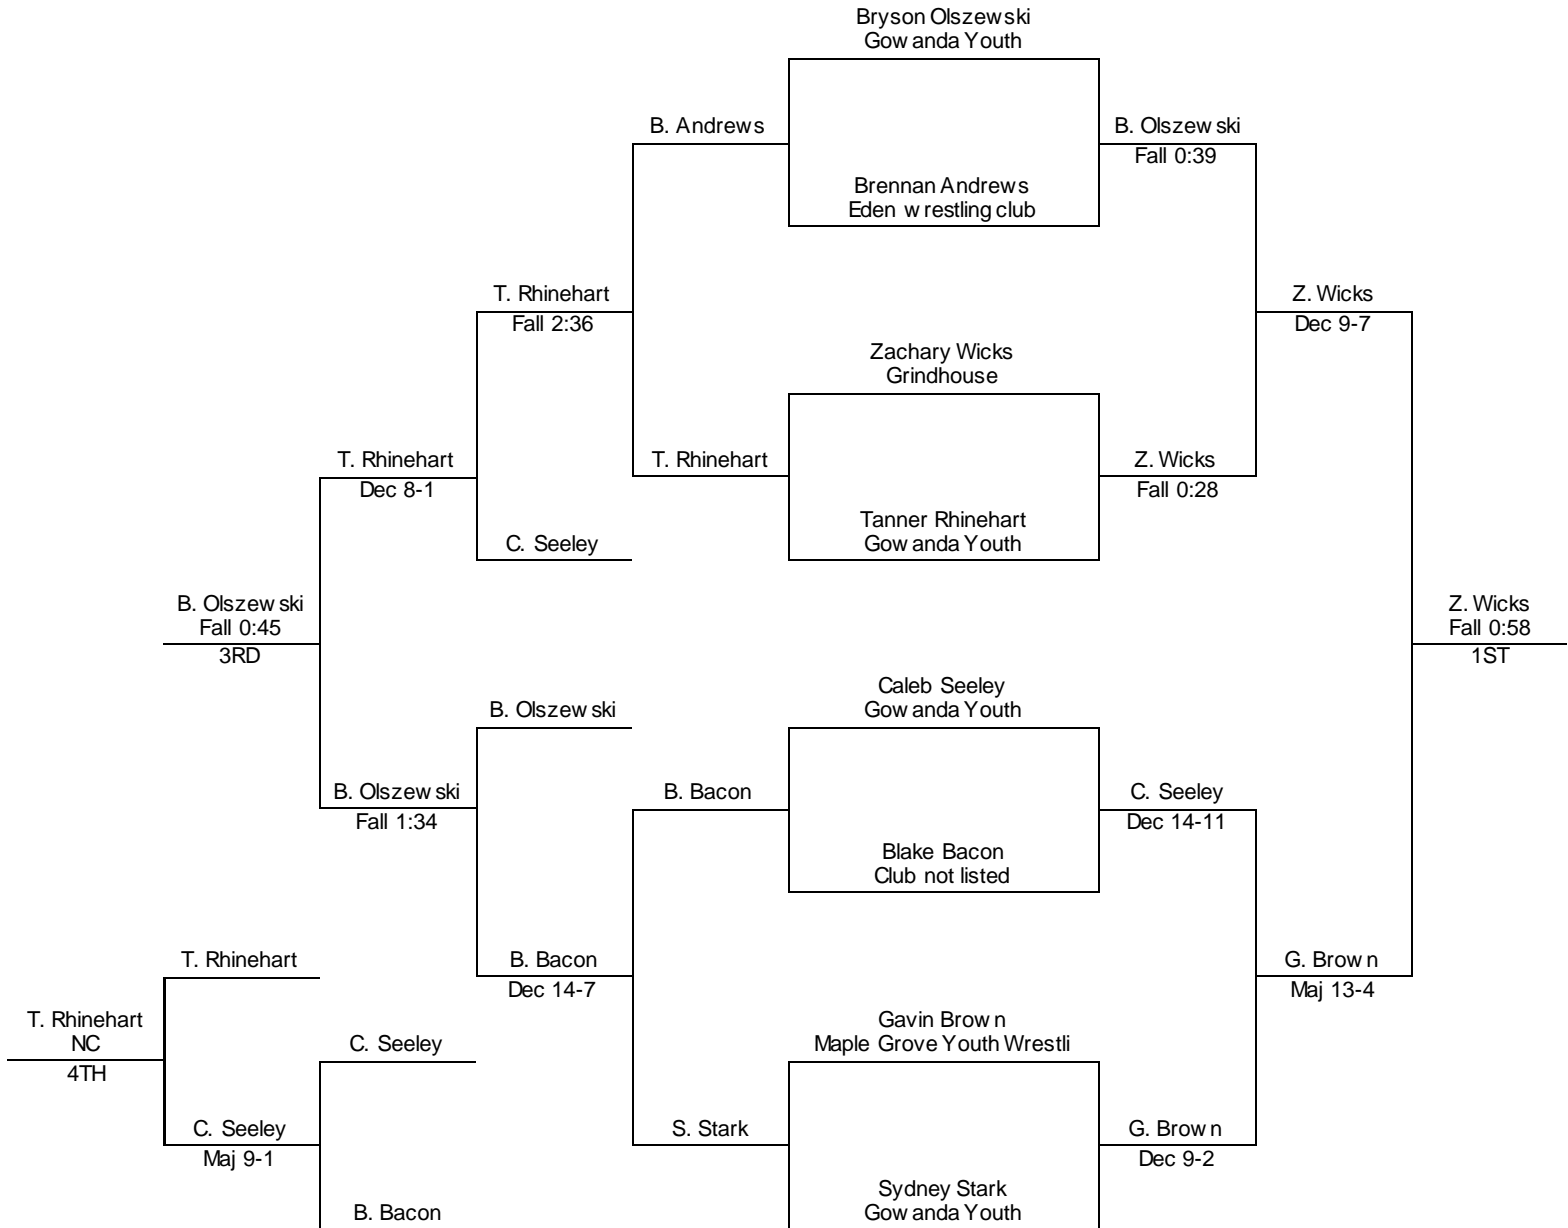 Bryson Olszewski
Gowanda Youth
B. Andrews
B. Olszewski
Fall 0:39
Brennan Andrews
Eden wrestling club
T. Rhinehart
Fall 2:36
Z. Wicks
Dec 9-7
Zachary Wicks
Grindhouse
T. Rhinehart
Dec 8-1
T. Rhinehart
Z. Wicks
Fall 0:28
Tanner Rhinehart
Gowanda Youth
C. Seeley
B. Olszewski
Fall 0:45
3RD
Z. Wicks
Fall 0:58
1ST
Caleb Seeley
Gowanda Youth
B. Olszewski
B. Olszewski
Fall 1:34
B. Bacon
C. Seeley
Dec 14-11
Blake Bacon
Club not listed
T. Rhinehart
B. Bacon
Dec 14-7
G. Brown
Maj 13-4
T. Rhinehart
NC
4TH
C. Seeley
Gavin Brown
Maple Grove Youth Wrestli
C. Seeley
Maj 9-1
S. Stark
G. Brown
Dec 9-2
B. Bacon
Sydney Stark
Gowanda Youth